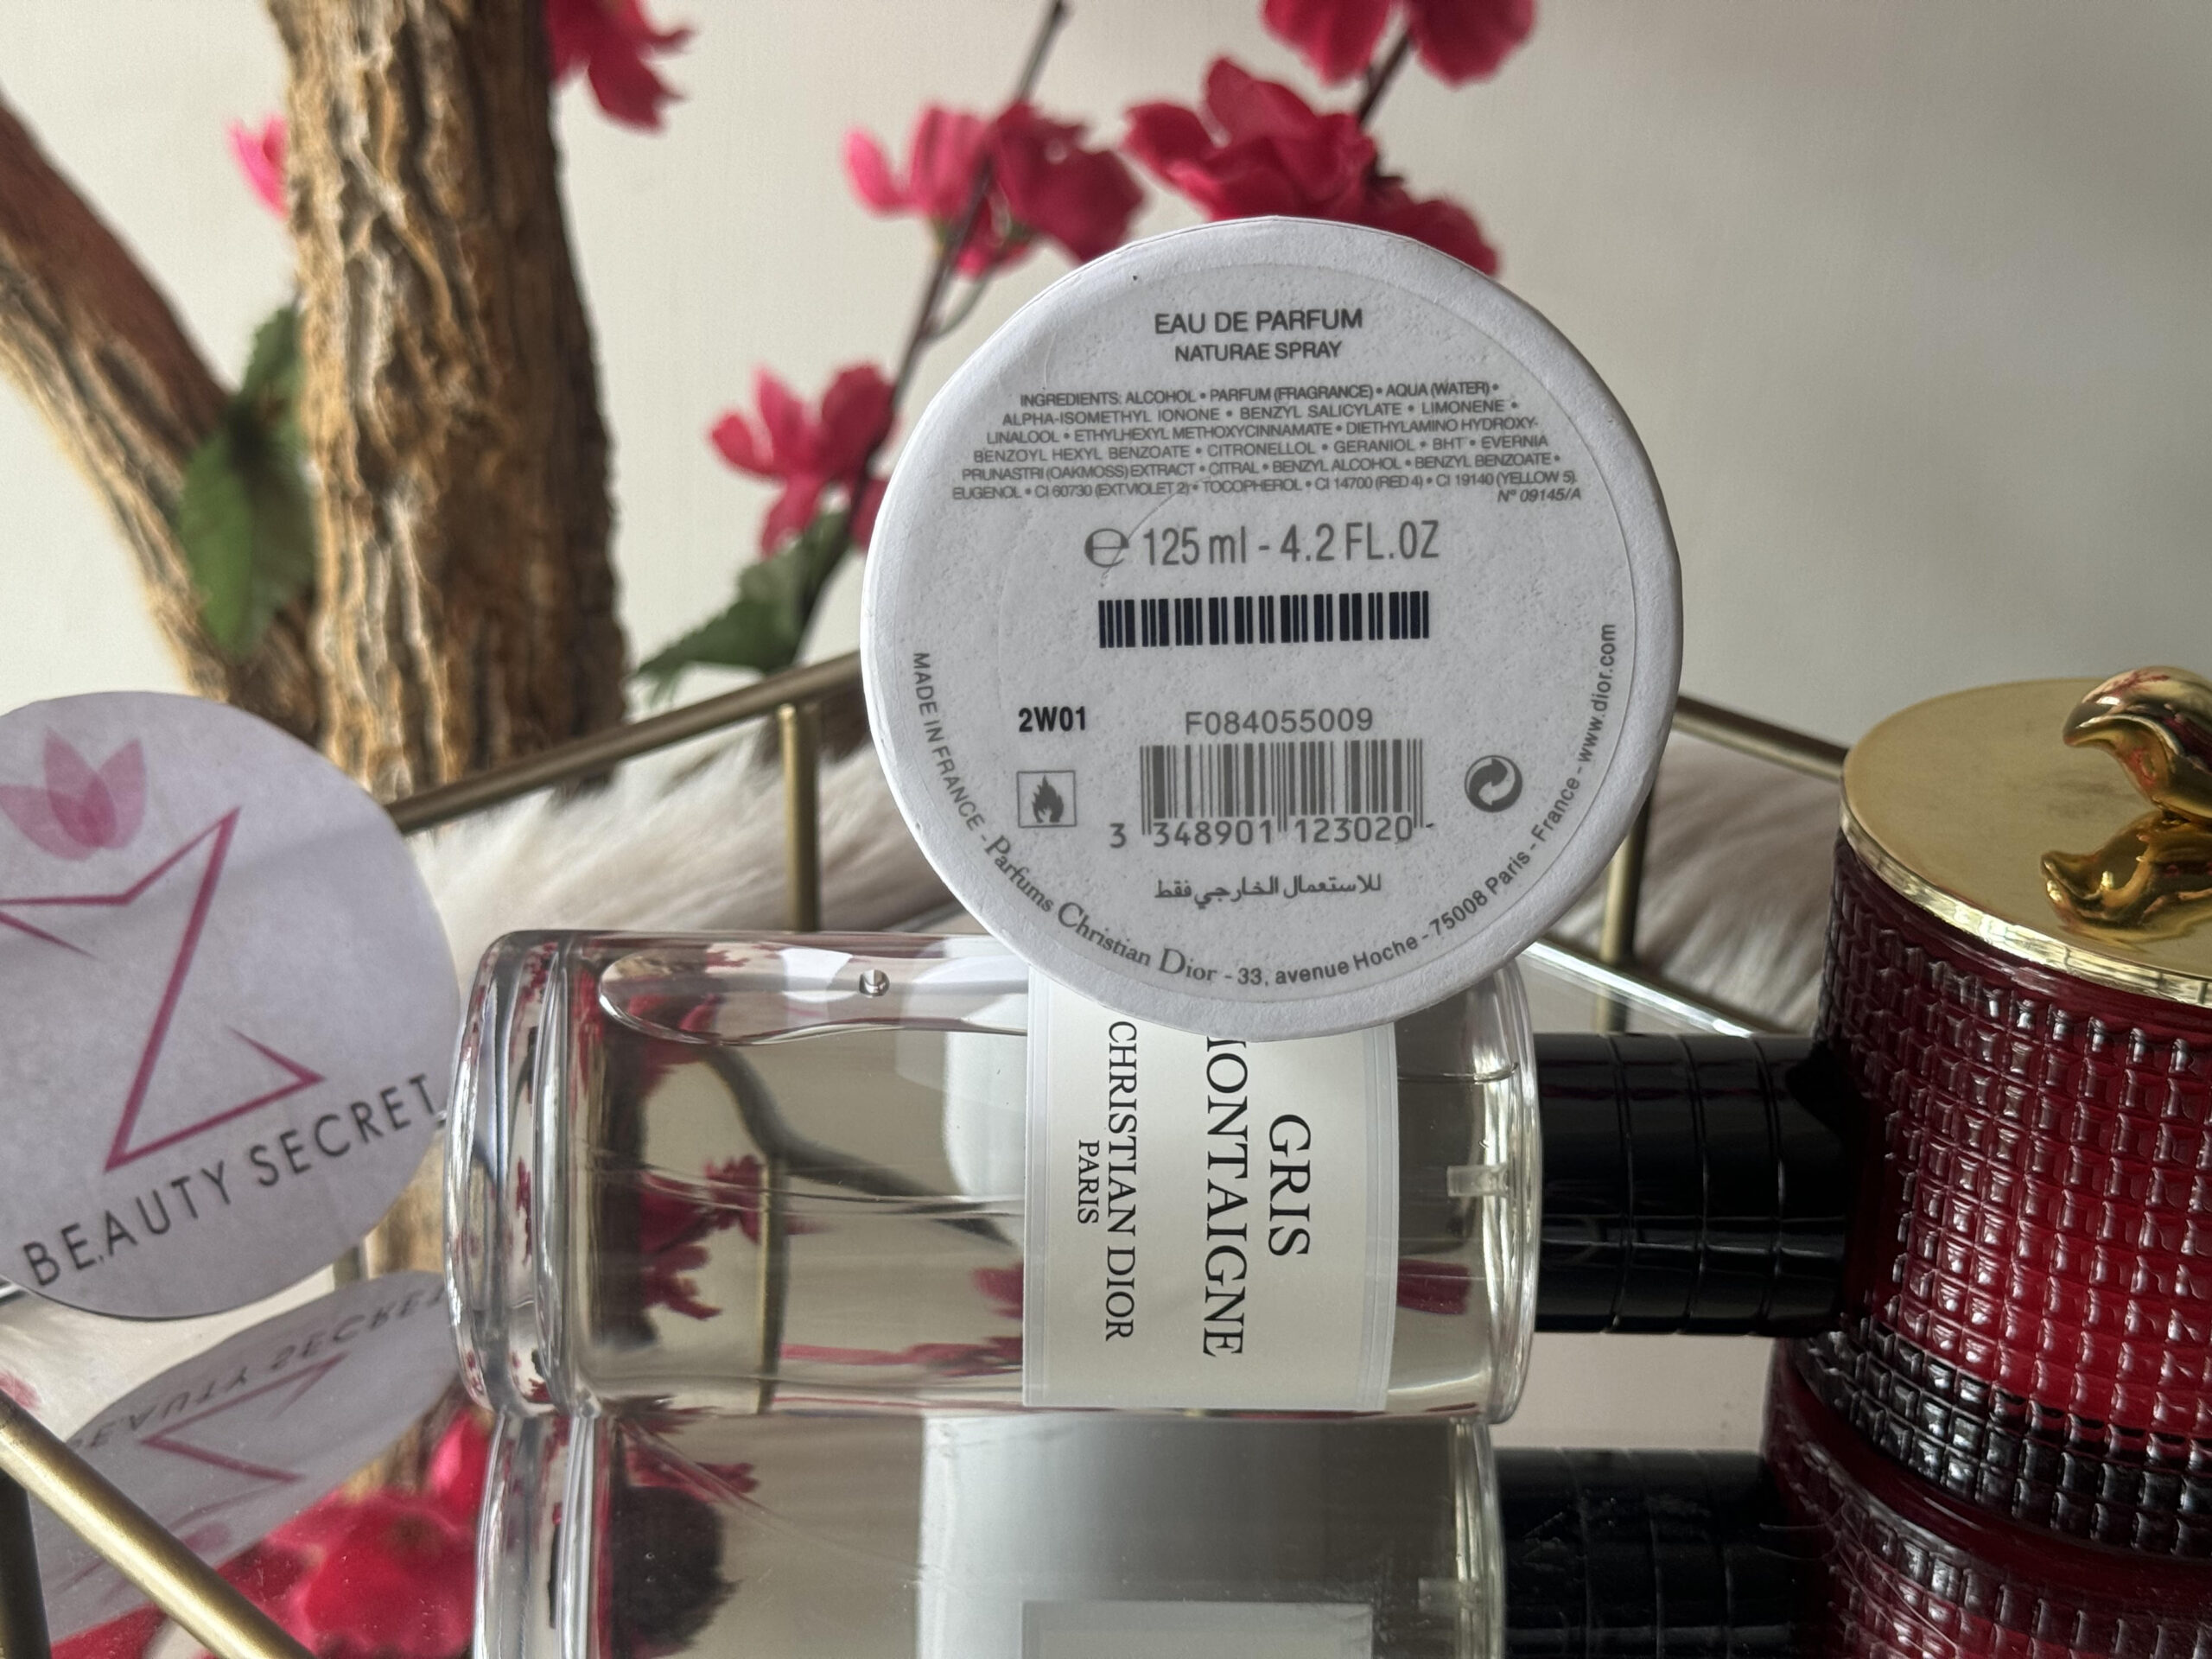 EAU DE PARFUM
NATURAE SPRAY
INGREDIENTS: ALCOHOL • PARFUM (FRAGRANCE) • AQUA (WATER) •
ALPHA-ISOMETHYL IONONE • BENZYL SALICYLATE • LIMONENE •
LINALOOL • ETHYLHEXYL METHOXYCINNAMATE • DIETHYLAMINO HYDROXY-
BENZOYL HEXYL BENZOATE • CITRONELLOL • GERANIOL • BHT • EVERNIA
PRUNASTRI (OAKMOSS) EXTRACT • CITRAL • BENZYL ALCOHOL • BENZYL BENZOATE •
EUGENOL • CI 60730 (EXT VIOLET 2) • TOCOPHEROL • CI 14700 (RED 4) • CI 19140 (YELLOW 5).
N° 09145/A
℮ 125 ml - 4.2 FL.OZ
2W01
F084055009
3 348901 123020
للاستعمال الخارجي فقط
MADE IN FRANCE - Parfums Christian Dior - 33, avenue Hoche - 75008 Paris - France - www.dior.com
BEAUTY SECRET
GRIS
MONTAIGNE
CHRISTIAN DIOR
PARIS